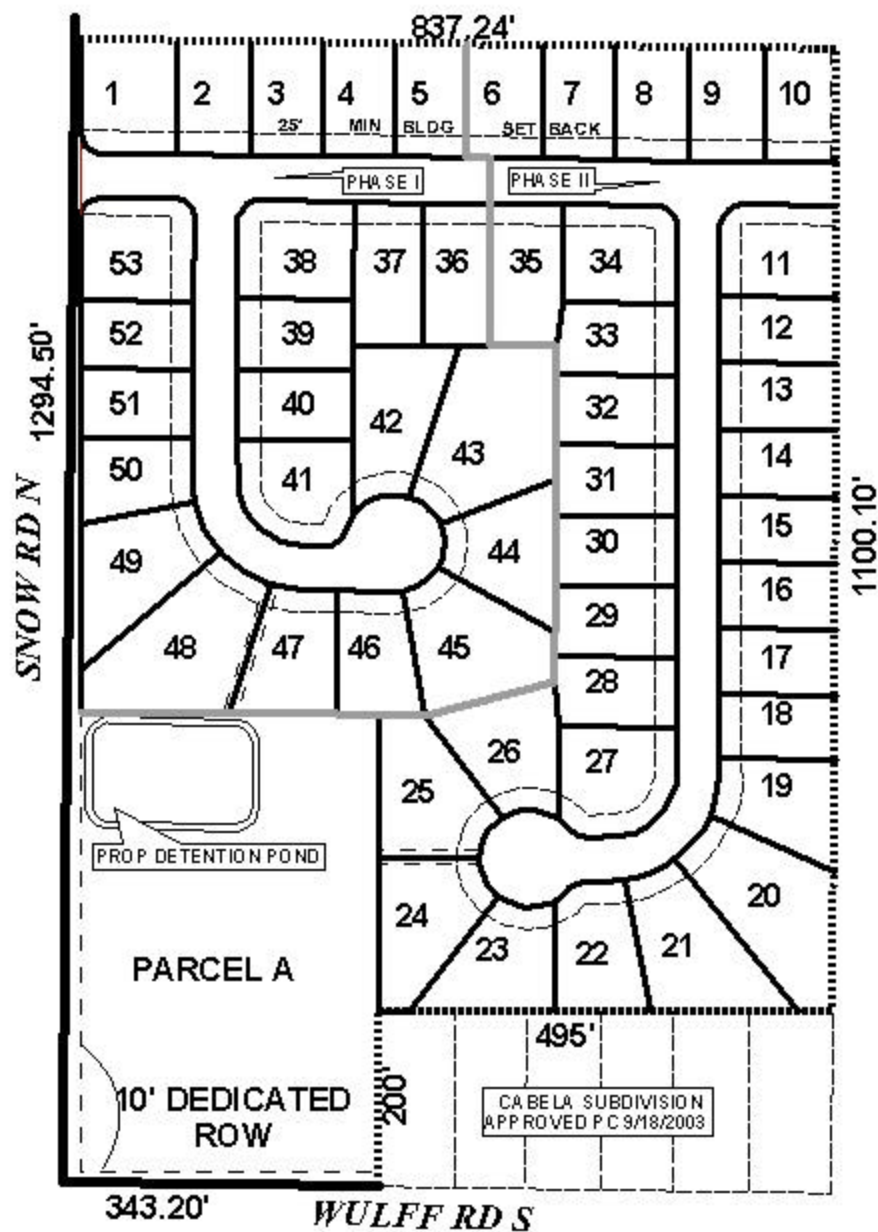 837.24'
1 2 3 4 5 6 7 8 9 10
25' MIN BLDG SET BACK
PHASE I
PHASE II
53 38 37 36 35 34 11
52 39 33 12
51 40 42 32 13
50 41 43 31 14
49 44 30 15
48 47 46 45 29 16
28 17
26 18
25 27 19
24 23 22 21 20
1294.50'
SNOW RD N
1100.10'
PROP DETENTION POND
PARCEL A
10' DEDICATED
ROW
495'
200'
CABELA SUBDIVISION
APPROVED PC 9/18/2003
343.20'
WULFF RD S